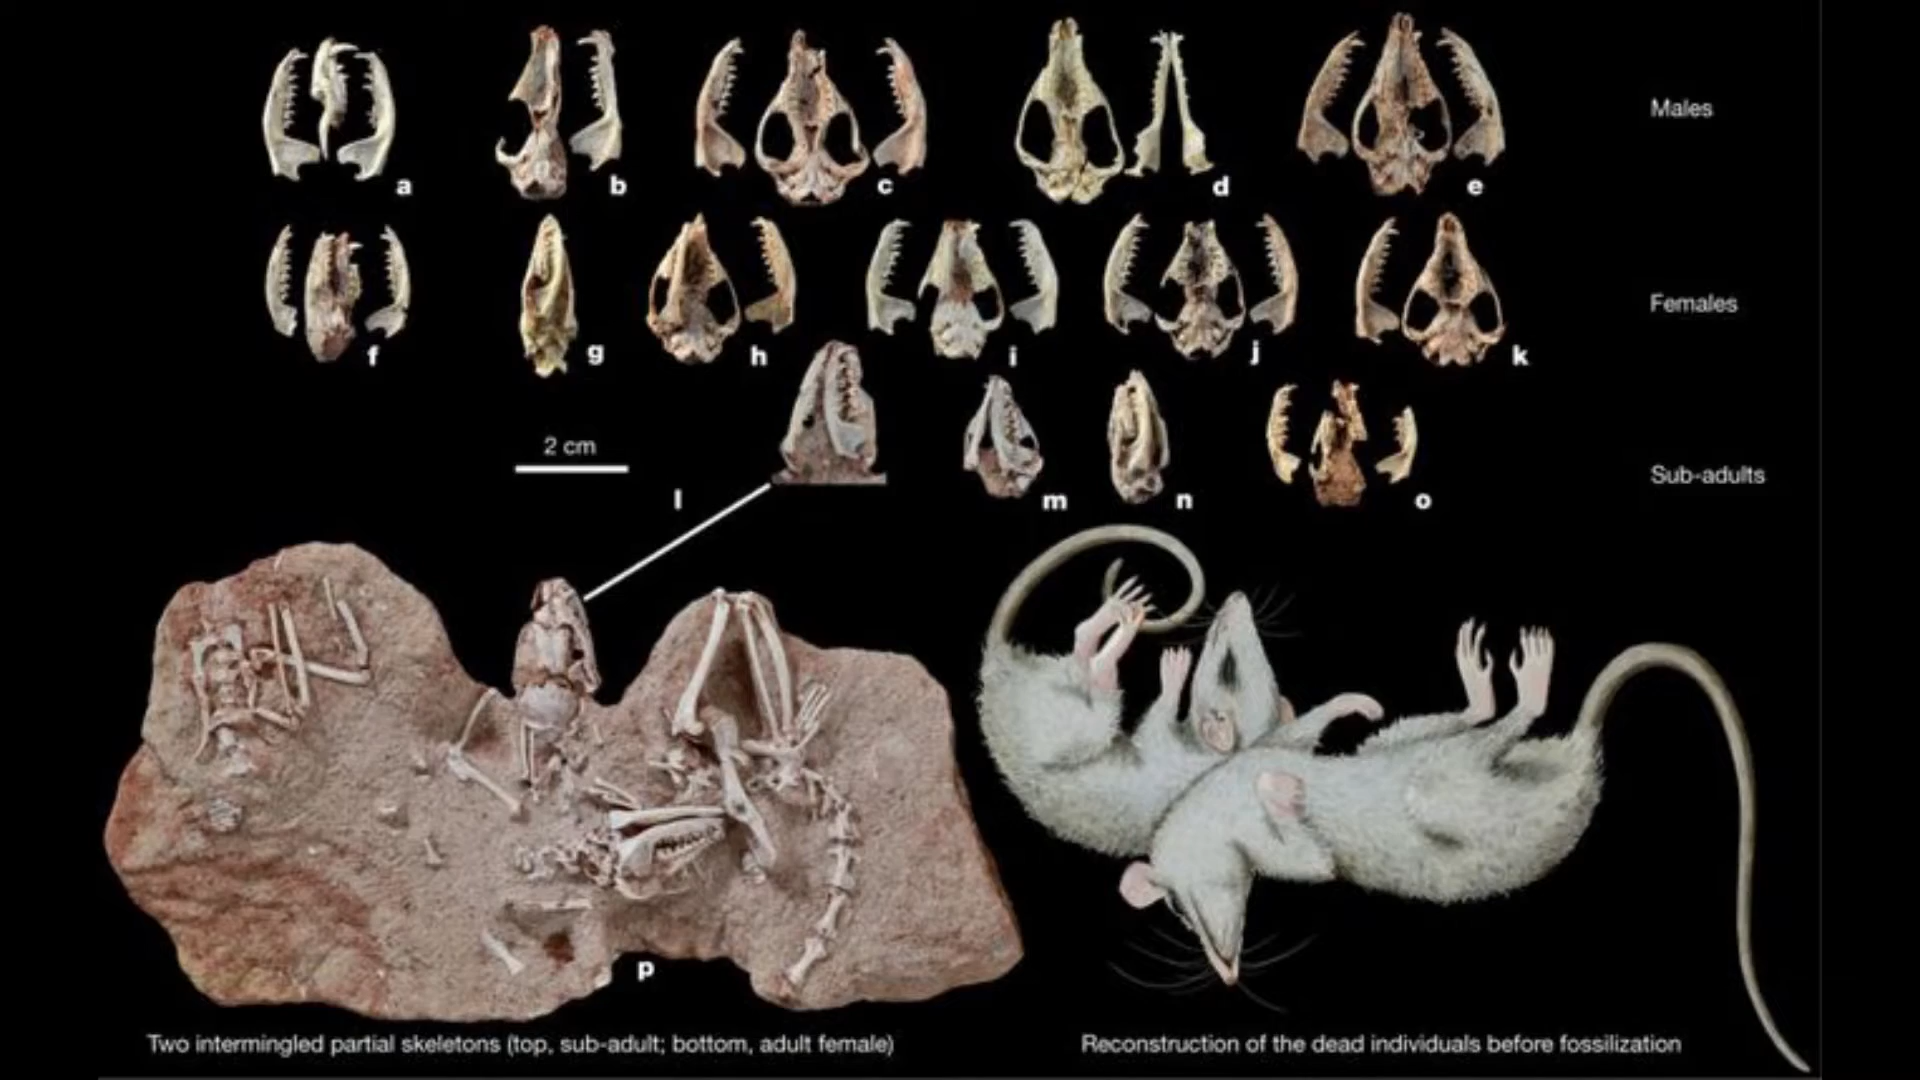 Males
a b c d e
Females
f g h i j k
2 cm
Sub-adults
l m n o
p
Two intermingled partial skeletons (top, sub-adult; bottom, adult female)
Reconstruction of the dead individuals before fossilization